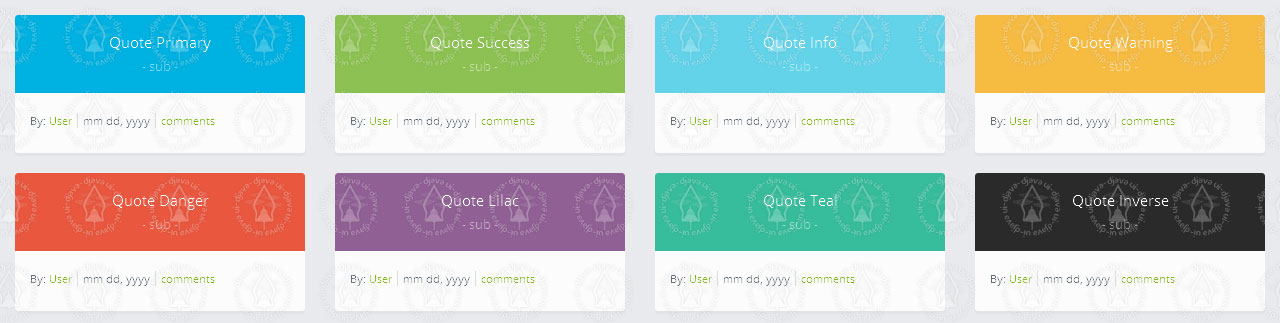 Quote Primary
- sub -
By: User | mm dd, yyyy | comments
Quote Success
- sub -
By: User | mm dd, yyyy | comments
Quote Info
- sub -
By: User | mm dd, yyyy | comments
Quote Warning
- sub -
By: User | mm dd, yyyy | comments
Quote Danger
- sub -
By: User | mm dd, yyyy | comments
Quote Lilac
- sub -
By: User | mm dd, yyyy | comments
Quote Teal
- sub -
By: User | mm dd, yyyy | comments
Quote Inverse
- sub -
By: User | mm dd, yyyy | comments